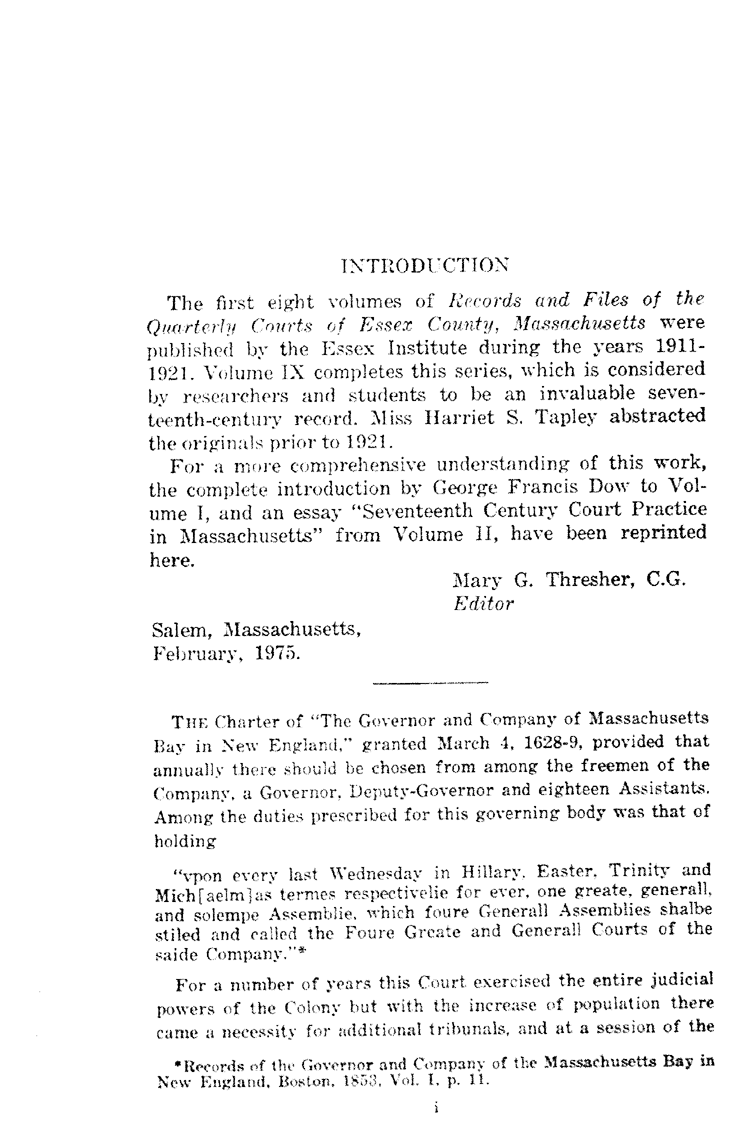 INTRODUCTION
The first eight volumes of Records and Files of the
Quarterly Courts of Essex County, Massachusetts were
published by the Essex Institute during the years 1911-
1921. Volume IX completes this series, which is considered
by researchers and students to be an invaluable seven-
teenth-century record. Miss Harriet S. Tapley abstracted
the originals prior to 1921.
For a more comprehensive understanding of this work,
the complete introduction by George Francis Dow to Vol-
ume I, and an essay “Seventeenth Century Court Practice
in Massachusetts” from Volume II, have been reprinted
here.
Mary G. Thresher, C.G.
Editor
Salem, Massachusetts,
February, 1975.
THE Charter of “The Governor and Company of Massachusetts
Bay in New England,” granted March 4, 1628-9, provided that
annually there should be chosen from among the freemen of the
Company, a Governor, Deputy-Governor and eighteen Assistants.
Among the duties prescribed for this governing body was that of
holding
“vpon every last Wednesday in Hillary, Easter, Trinity and
Mich[aelm]as termes respectivelie for ever, one greate, generall,
and solempe Assemblie, which foure Generall Assemblies shalbe
stiled and called the Foure Greate and Generall Courts of the
saide Company.”*
For a number of years this Court exercised the entire judicial
powers of the Colony but with the increase of population there
came a necessity for additional tribunals, and at a session of the
*Records of the Governor and Company of the Massachusetts Bay in
New England, Boston, 1853, Vol. I, p. 11.
i